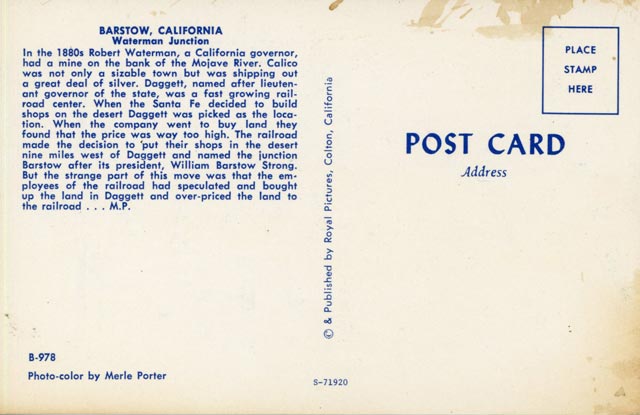 BARSTOW, CALIFORNIA
Waterman Junction
In the 1880s Robert Waterman, a California governor,
had a mine on the bank of the Mojave River. Calico
was not only a sizable town but was shipping out
a great deal of silver. Daggett, named after lieuten-
ant governor of the state, was a fast growing rail-
road center. When the Santa Fe decided to build
shops on the desert Daggett was picked as the loca-
tion. When the company went to buy land they
found that the price was way too high. The railroad
made the decision to 'put their shops in the desert
nine miles west of Daggett and named the junction
Barstow after its president, William Barstow Strong.
But the strange part of this move was that the em-
ployees of the railroad had speculated and bought
up the land in Daggett and over-priced the land to
the railroad . . . M.P.
B-978
Photo-color by Merle Porter
© & Published by Royal Pictures, Colton, California
S-71920
PLACE
STAMP
HERE
POST CARD
Address